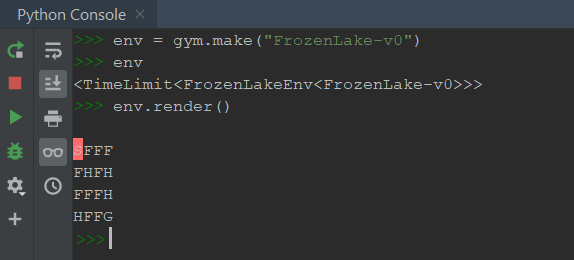 Python Console
>>> env = gym.make("FrozenLake-v0")
>>> env
<TimeLimit<FrozenLakeEnv<FrozenLake-v0>>>
>>> env.render()
SFFF
FHFH
FFFH
HFFG
>>>